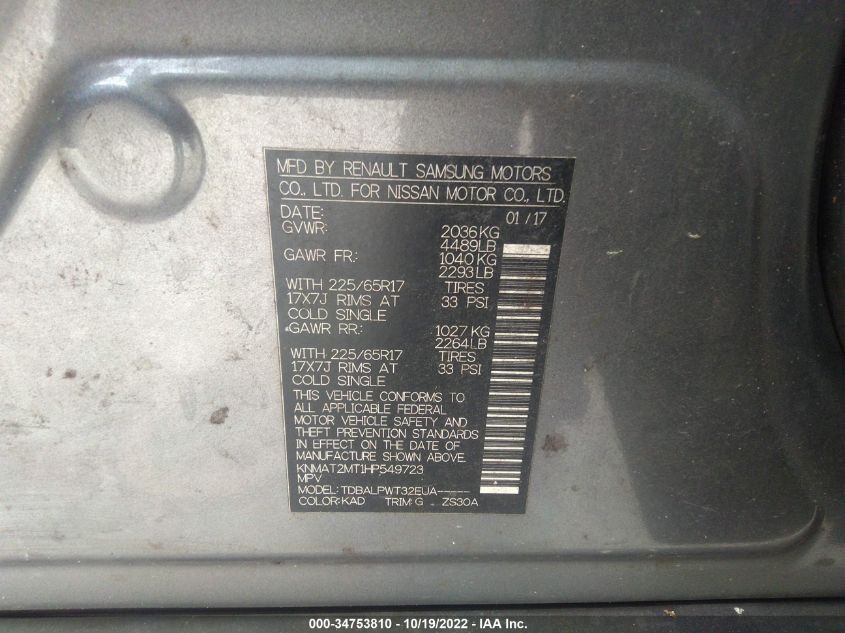 MFD BY RENAULT SAMSUNG MOTORS
CO., LTD. FOR NISSAN MOTOR CO., LTD.
DATE: 01/17
GVWR: 2036KG
4489LB
GAWR FR.: 1040KG
2293LB
WITH 225/65R17 TIRES
17X7J RIMS AT 33 PSI
COLD SINGLE
GAWR RR.: 1027 KG
2264LB
WITH 225/65R17 TIRES
17X7J RIMS AT 33 PSI
COLD SINGLE
THIS VEHICLE CONFORMS TO
ALL APPLICABLE FEDERAL
MOTOR VEHICLE SAFETY AND
THEFT PREVENTION STANDARDS
IN EFFECT ON THE DATE OF
MANUFACTURE SHOWN ABOVE.
KNMAT2MT1HP549723
MPV
MODEL: TDBALPWT32EUA-----
COLOR: KAD TRIM: G ZS30A
000-34753810 - 10/19/2022 - IAA Inc.